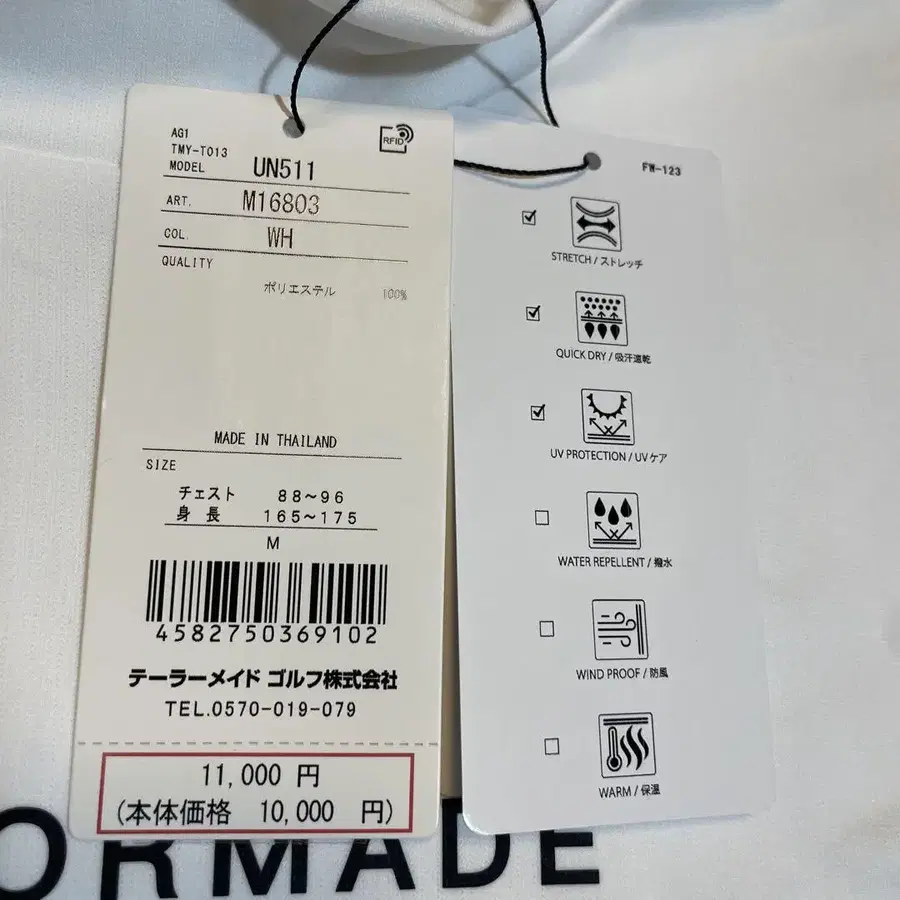 AG1
TMY-T013
MODEL UN511
RFID
ART. M16803
COL. WH
QUALITY
ポリエステル 100%
MADE IN THAILAND
SIZE
チェスト 88~96
身長 165~175
M
4582750369102
テーラーメイド ゴルフ株式会社
TEL.0570-019-079
11,000 円
(本体価格 10,000 円)
FW-123
STRETCH / ストレッチ
QUICK DRY / 吸汗速乾
UV PROTECTION / UVケア
WATER REPELLENT / 撥水
WIND PROOF / 防風
WARM / 保温
ORMADE